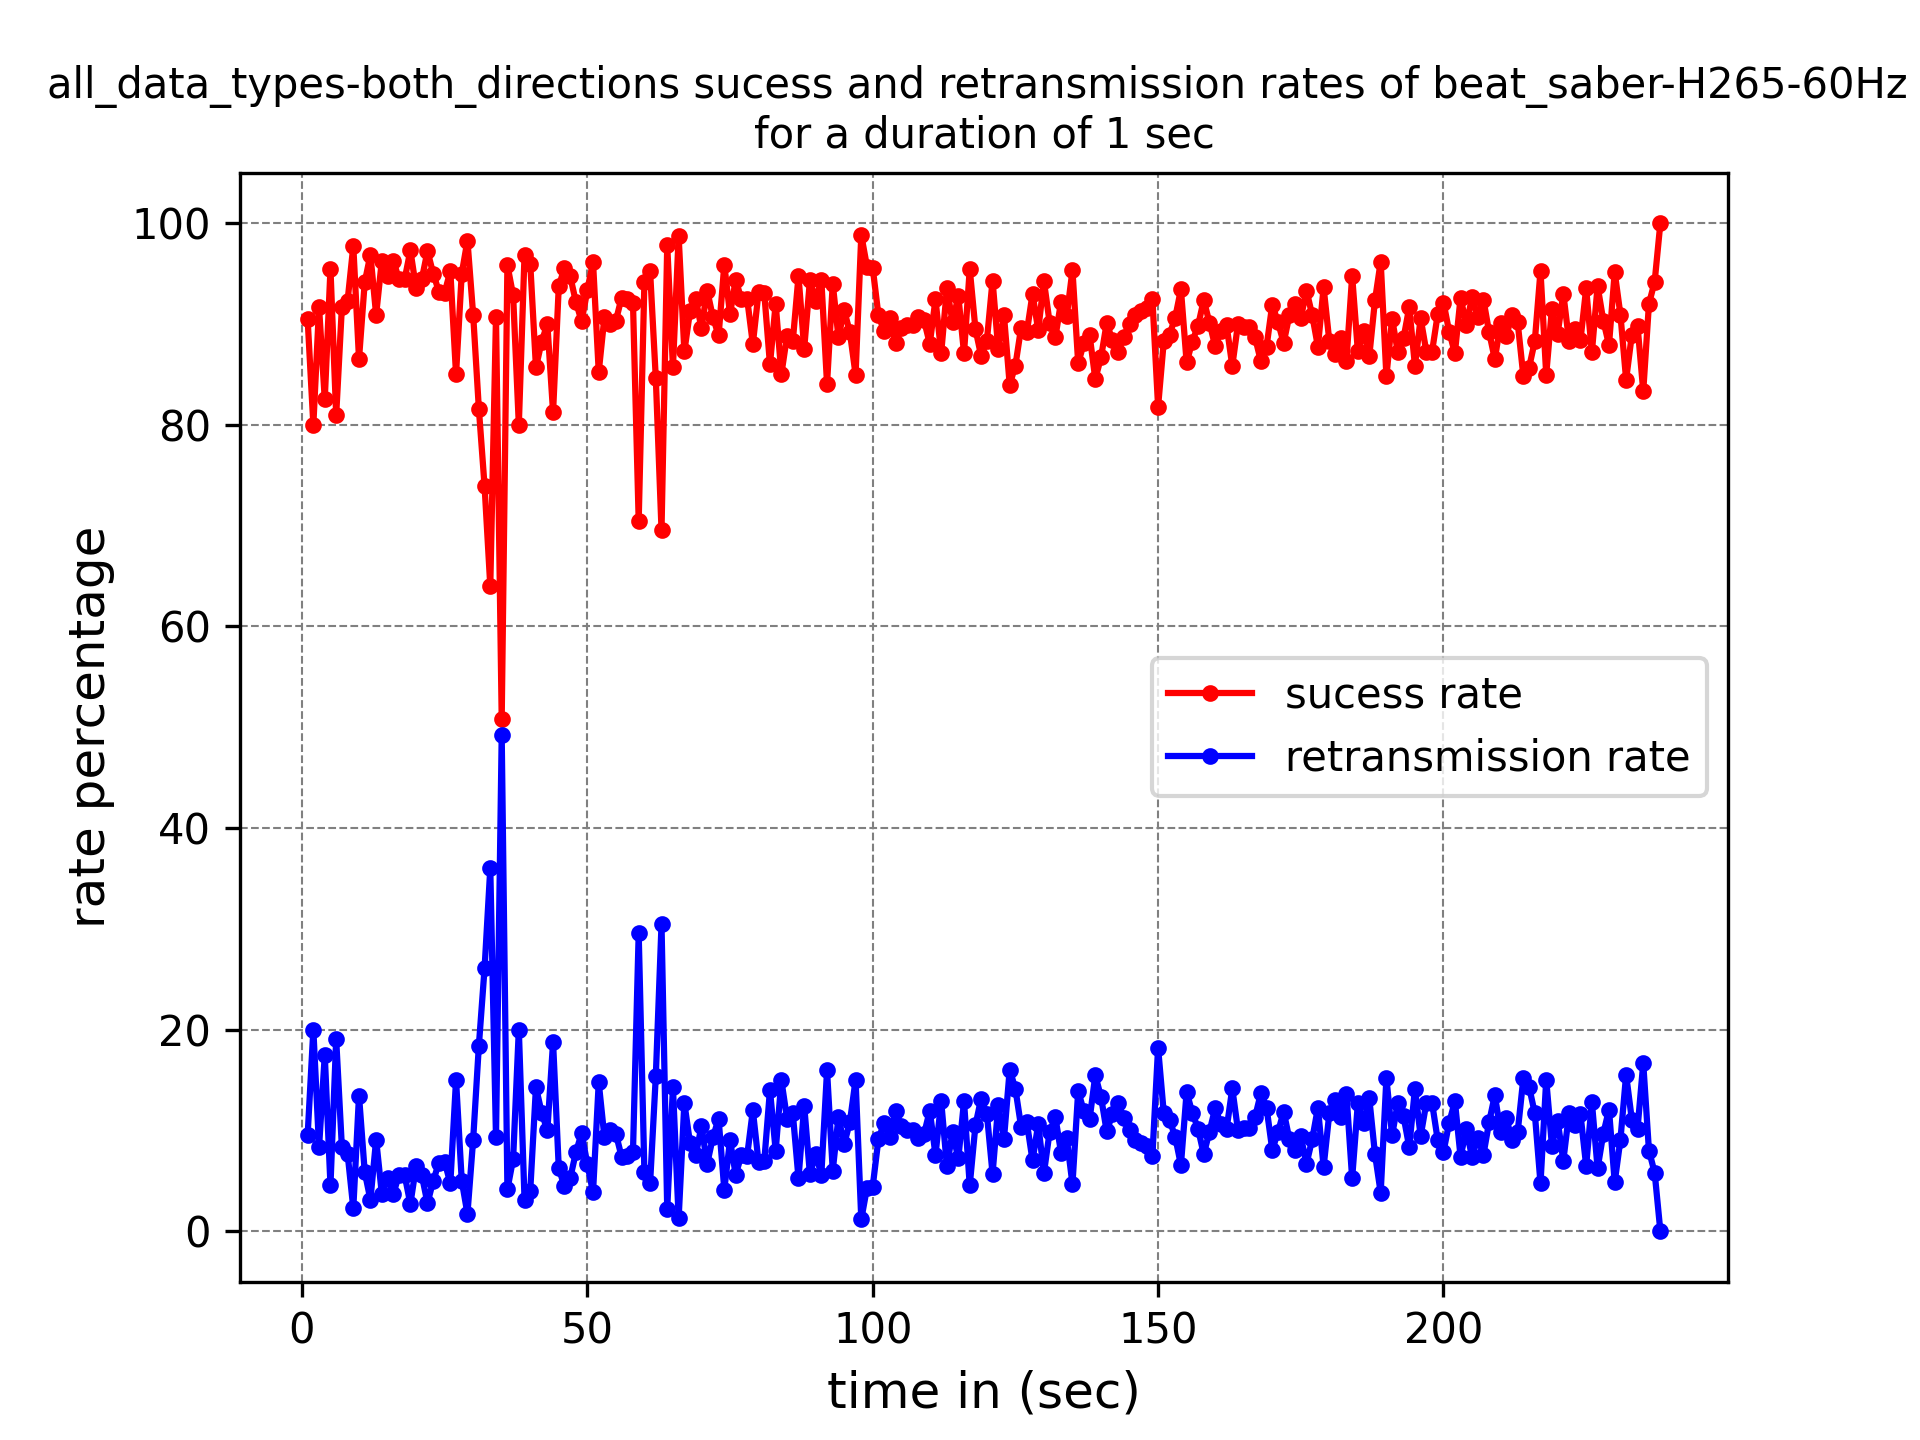 all_data_types-both_directions sucess and retransmission rates of beat_saber-H265-60Hz
for a duration of 1 sec
100
80
60
40
20
0
rate percentage
sucess rate
retransmission rate
0 50 100 150 200
time in (sec)